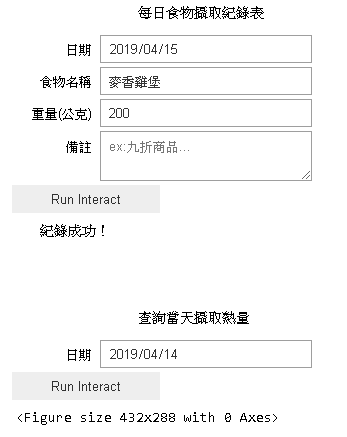 每日食物攝取紀錄表
日期 2019/04/15
食物名稱 麥香雞堡
重量(公克) 200
備註 ex:九折商品...
Run Interact
紀錄成功！
查詢當天攝取熱量
日期 2019/04/14
Run Interact
<Figure size 432x288 with 0 Axes>